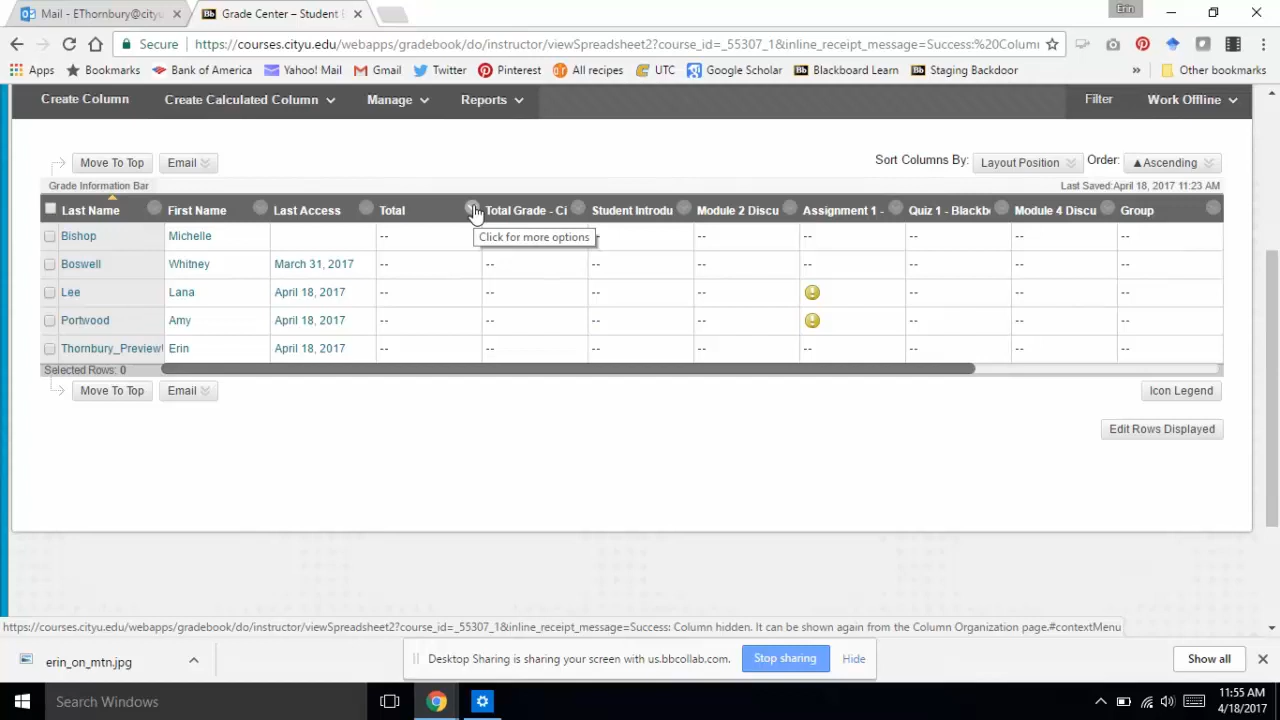 Mail - EThornbury@cityu
Grade Center – Student
Erin
Secure
https://courses.cityu.edu/webapps/gradebook/do/instructor/viewSpreadsheet2?course_id=_55307_1&inline_receipt_message=Success:%20Column
Apps Bookmarks Bank of America Yahoo! Mail Gmail Twitter Pinterest All recipes UTC Google Scholar Blackboard Learn Staging Backdoor » Other bookmarks
Create Column Create Calculated Column Manage Reports Filter Work Offline
Move To Top Email Sort Columns By: Layout Position Order: ▲Ascending
Grade Information Bar Last Saved:April 18, 2017 11:23 AM
Last Name First Name Last Access Total Total Grade - Ci Student Introdu Module 2 Discu Assignment 1 - Quiz 1 - Blackb Module 4 Discu Group
Click for more options
Bishop Michelle -- -- -- -- -- -- --
Boswell Whitney March 31, 2017 -- -- -- -- -- -- -- --
Lee Lana April 18, 2017 -- -- -- -- -- -- --
Portwood Amy April 18, 2017 -- -- -- -- -- -- --
Thornbury_Preview Erin April 18, 2017 -- -- -- -- -- -- -- --
Selected Rows: 0
Move To Top Email Icon Legend
Edit Rows Displayed
https://courses.cityu.edu/webapps/gradebook/do/instructor/viewSpreadsheet2?course_id=_55307_1&inline_receipt_message=Success: Column hidden. It can be shown again from the Column Organization page.#contextMenu
erin_on_mtn.jpg
Desktop Sharing is sharing your screen with us.bbcollab.com. Stop sharing Hide
Show all
Search Windows
11:55 AM
4/18/2017